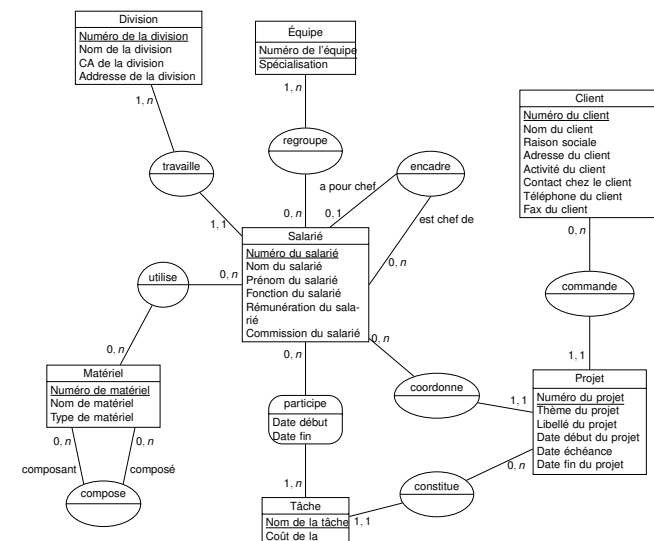 Division
Numéro de la division
Nom de la division
CA de la division
Addresse de la division
1, n
travaille
1, 1
Équipe
Numéro de l'équipe
Spécialisation
1, n
regroupe
0, n
encadre
a pour chef
0, 1
est chef de
0, n
Client
Numéro du client
Nom du client
Raison sociale
Adresse du client
Activité du client
Contact chez le client
Téléphone du client
Fax du client
0, n
commande
1, 1
Salarié
Numéro du salarié
Nom du salarié
Prénom du salarié
Fonction du salarié
Rémunération du sala-
rié
Commission du salarié
0, n
utilise
0, n
Matériel
Numéro de matériel
Nom de matériel
Type de matériel
0, n
0, n
composant
composé
compose
0, n
participe
Date début
Date fin
1, n
0, n
coordonne
1, 1
Projet
Numéro du projet
Thème du projet
Libellé du projet
Date début du projet
Date échéance
Date fin du projet
0, n
constitue
1, 1
Tâche
Nom de la tâche
Coût de la